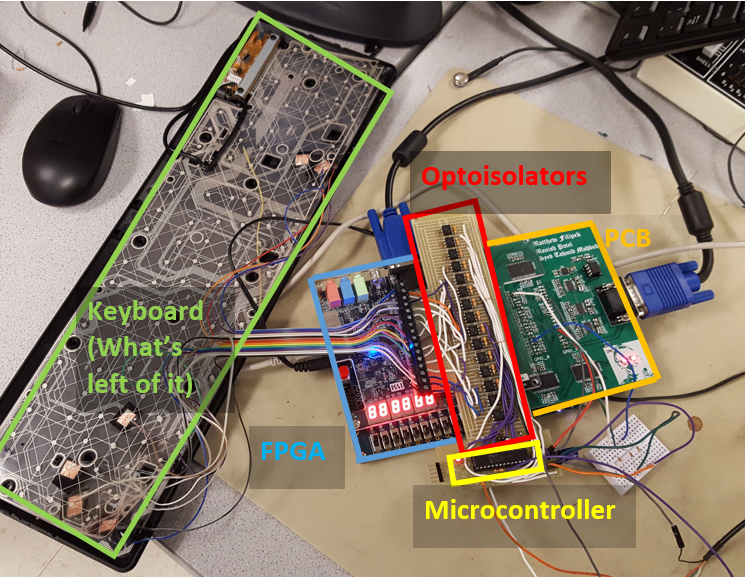 Optoisolators
Matthew Filipek
Manish Patel
Syed Tahmid Mahbub
PCB
Keyboard
(What's
left of it)
FPGA
Microcontroller